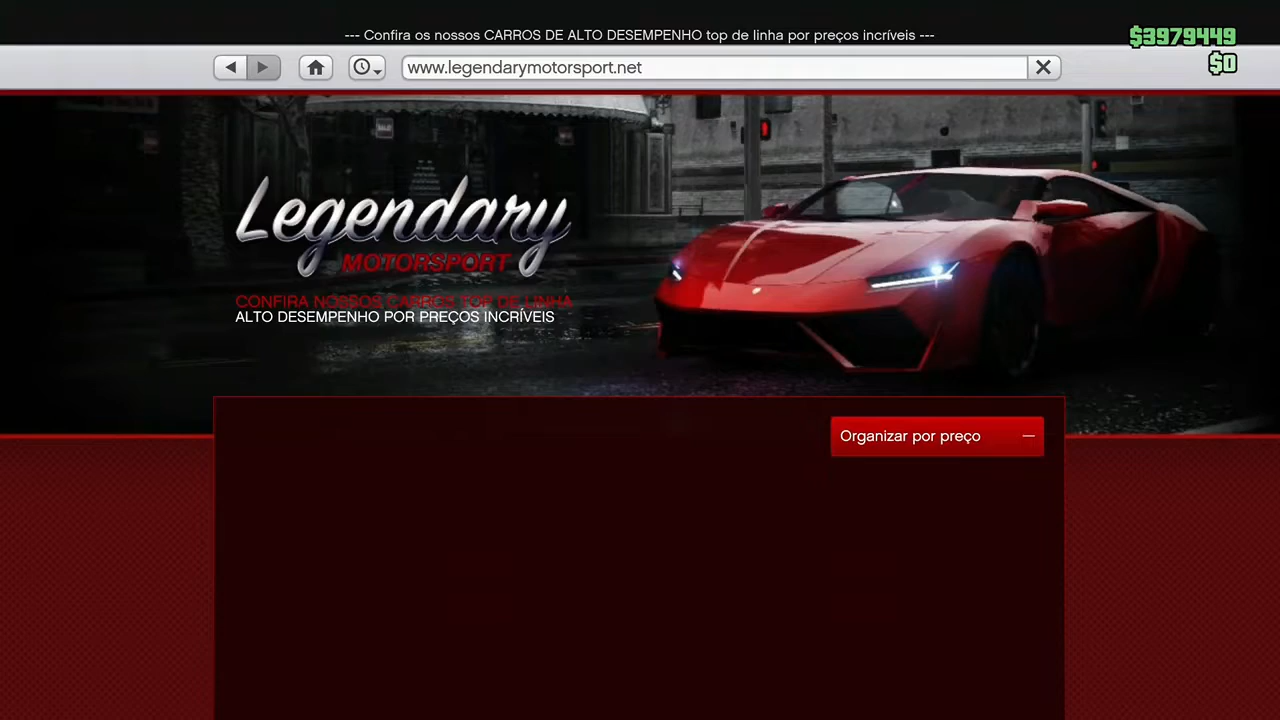 --- Confira os nossos CARROS DE ALTO DESEMPENHO top de linha por preços incríveis ---
$3979449
$0
www.legendarymotorsport.net
Legendary
MOTORSPORT
CONFIRA NOSSOS CARROS TOP DE LINHA
ALTO DESEMPENHO POR PREÇOS INCRÍVEIS
Organizar por preço